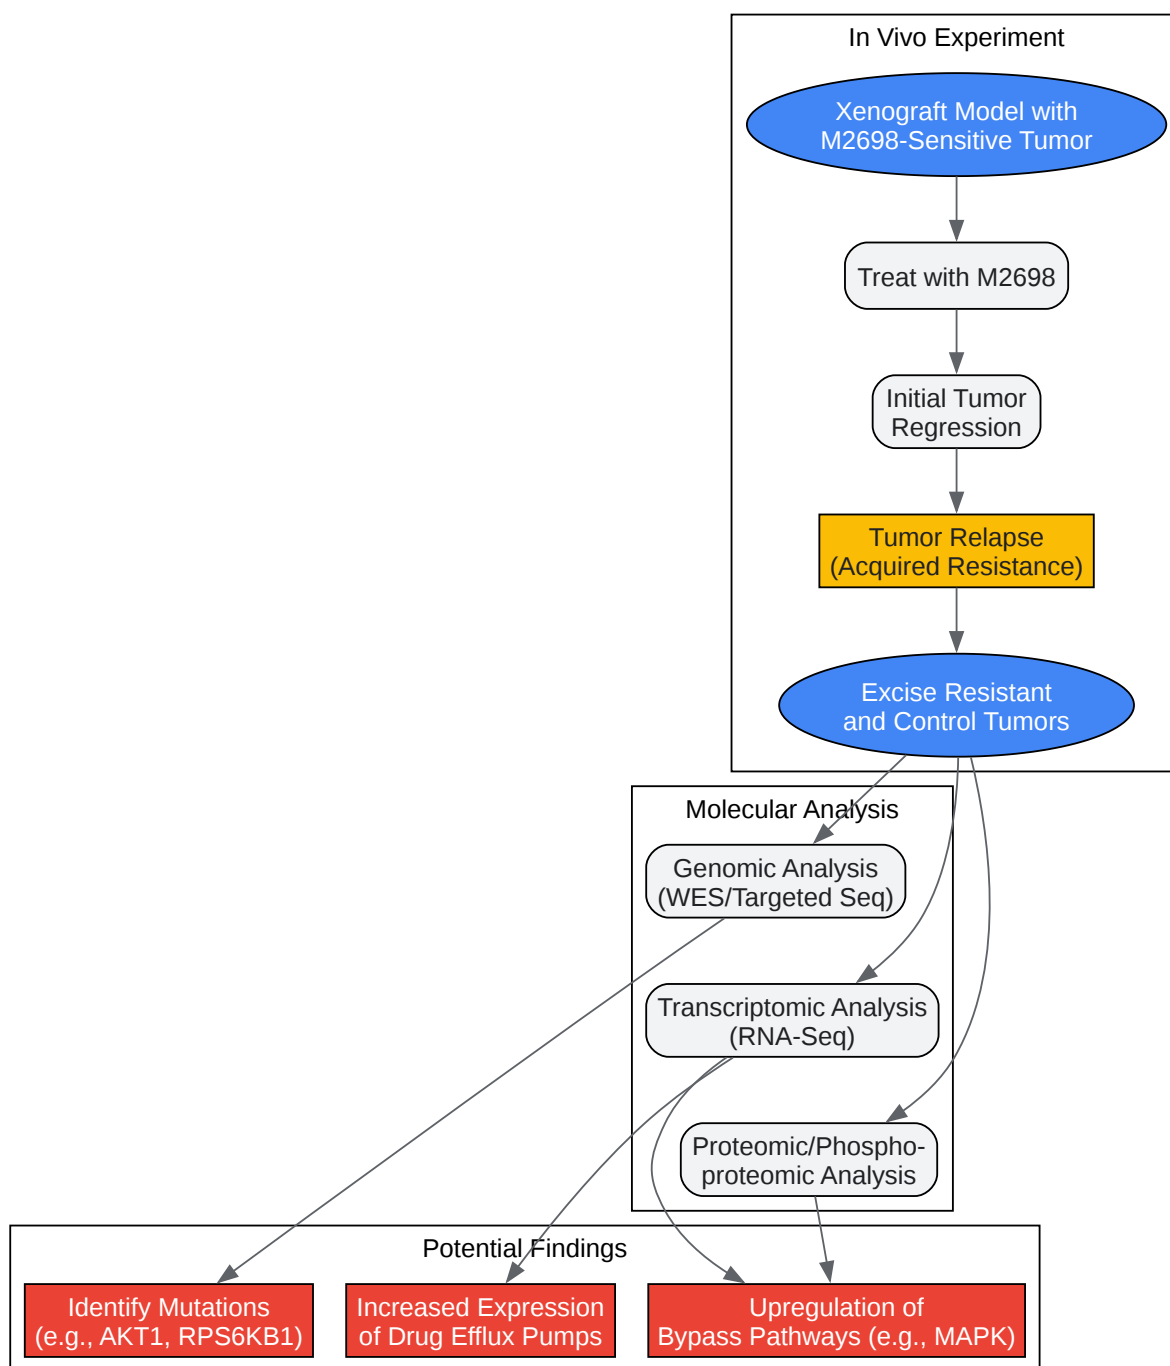 In Vivo Experiment
Xenograft Model with
M2698-Sensitive Tumor
Treat with M2698
Initial Tumor
Regression
Tumor Relapse
(Acquired Resistance)
Excise Resistant
and Control Tumors
Molecular Analysis
Genomic Analysis
(WES/Targeted Seq)
Transcriptomic Analysis
(RNA-Seq)
Proteomic/Phospho-
proteomic Analysis
Potential Findings
Identify Mutations
(e.g., AKT1, RPS6KB1)
Increased Expression
of Drug Efflux Pumps
Upregulation of
Bypass Pathways (e.g., MAPK)